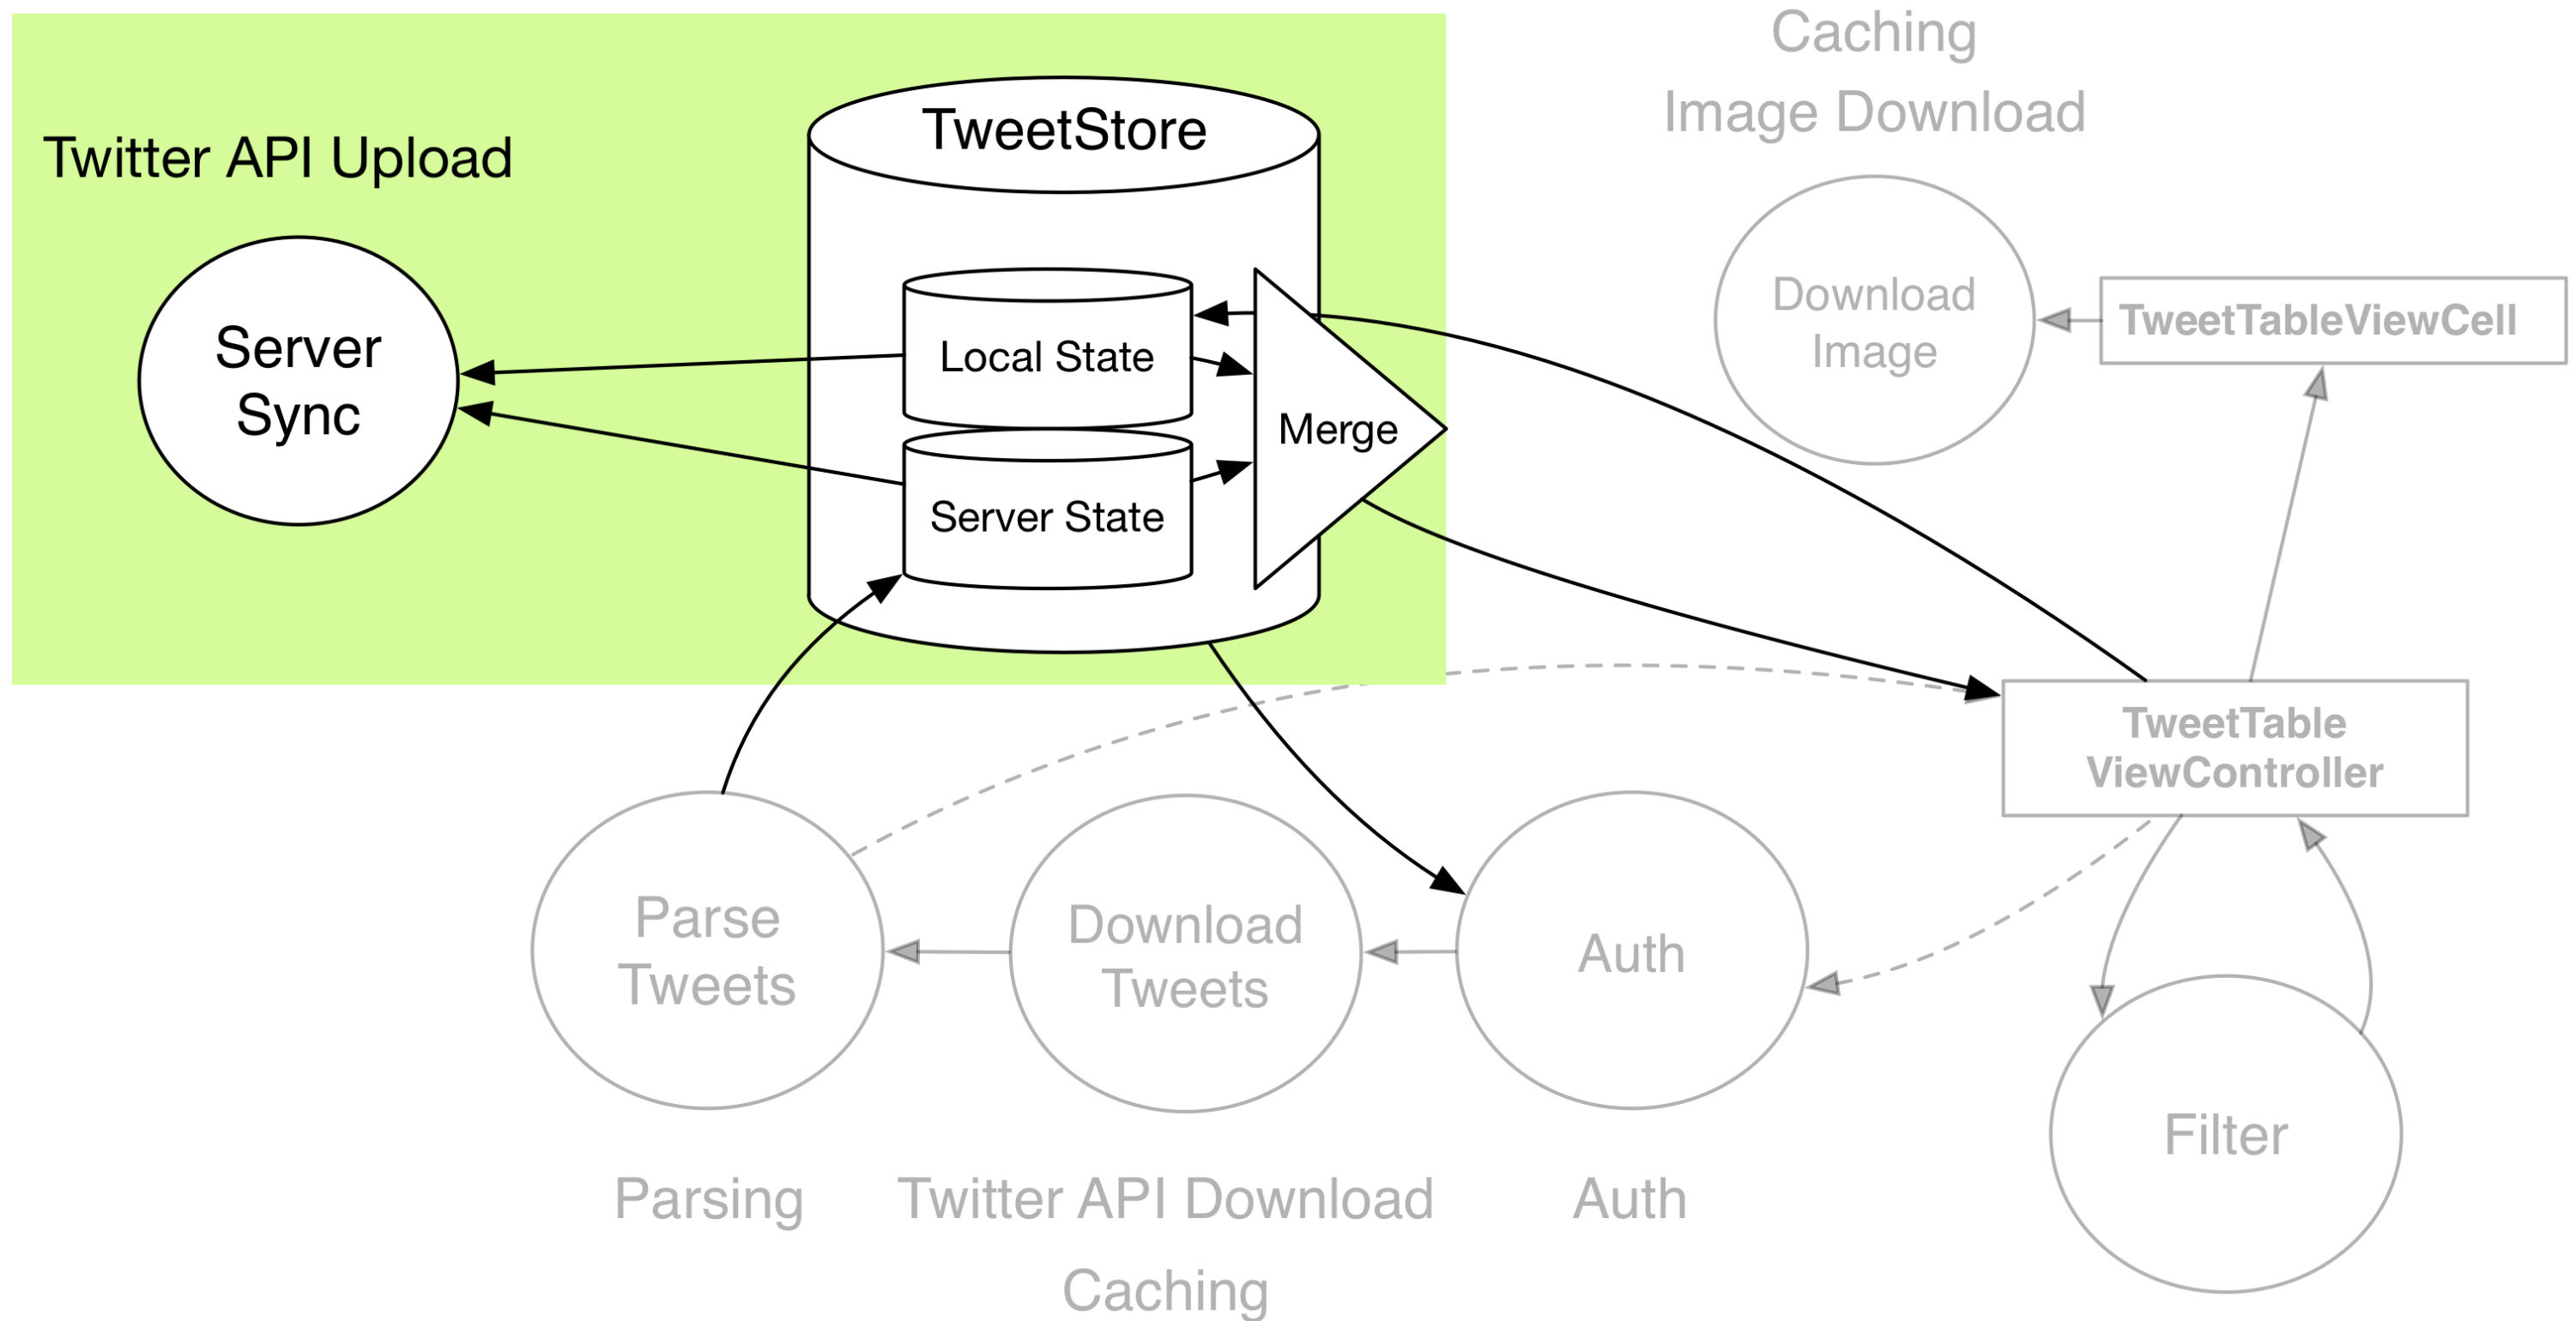 Twitter API Upload
Server
Sync
TweetStore
Local State
Server State
Merge
Caching
Image Download
Download
Image
TweetTableViewCell
TweetTable
ViewController
Parse
Tweets
Download
Tweets
Auth
Filter
Parsing
Twitter API Download
Caching
Auth